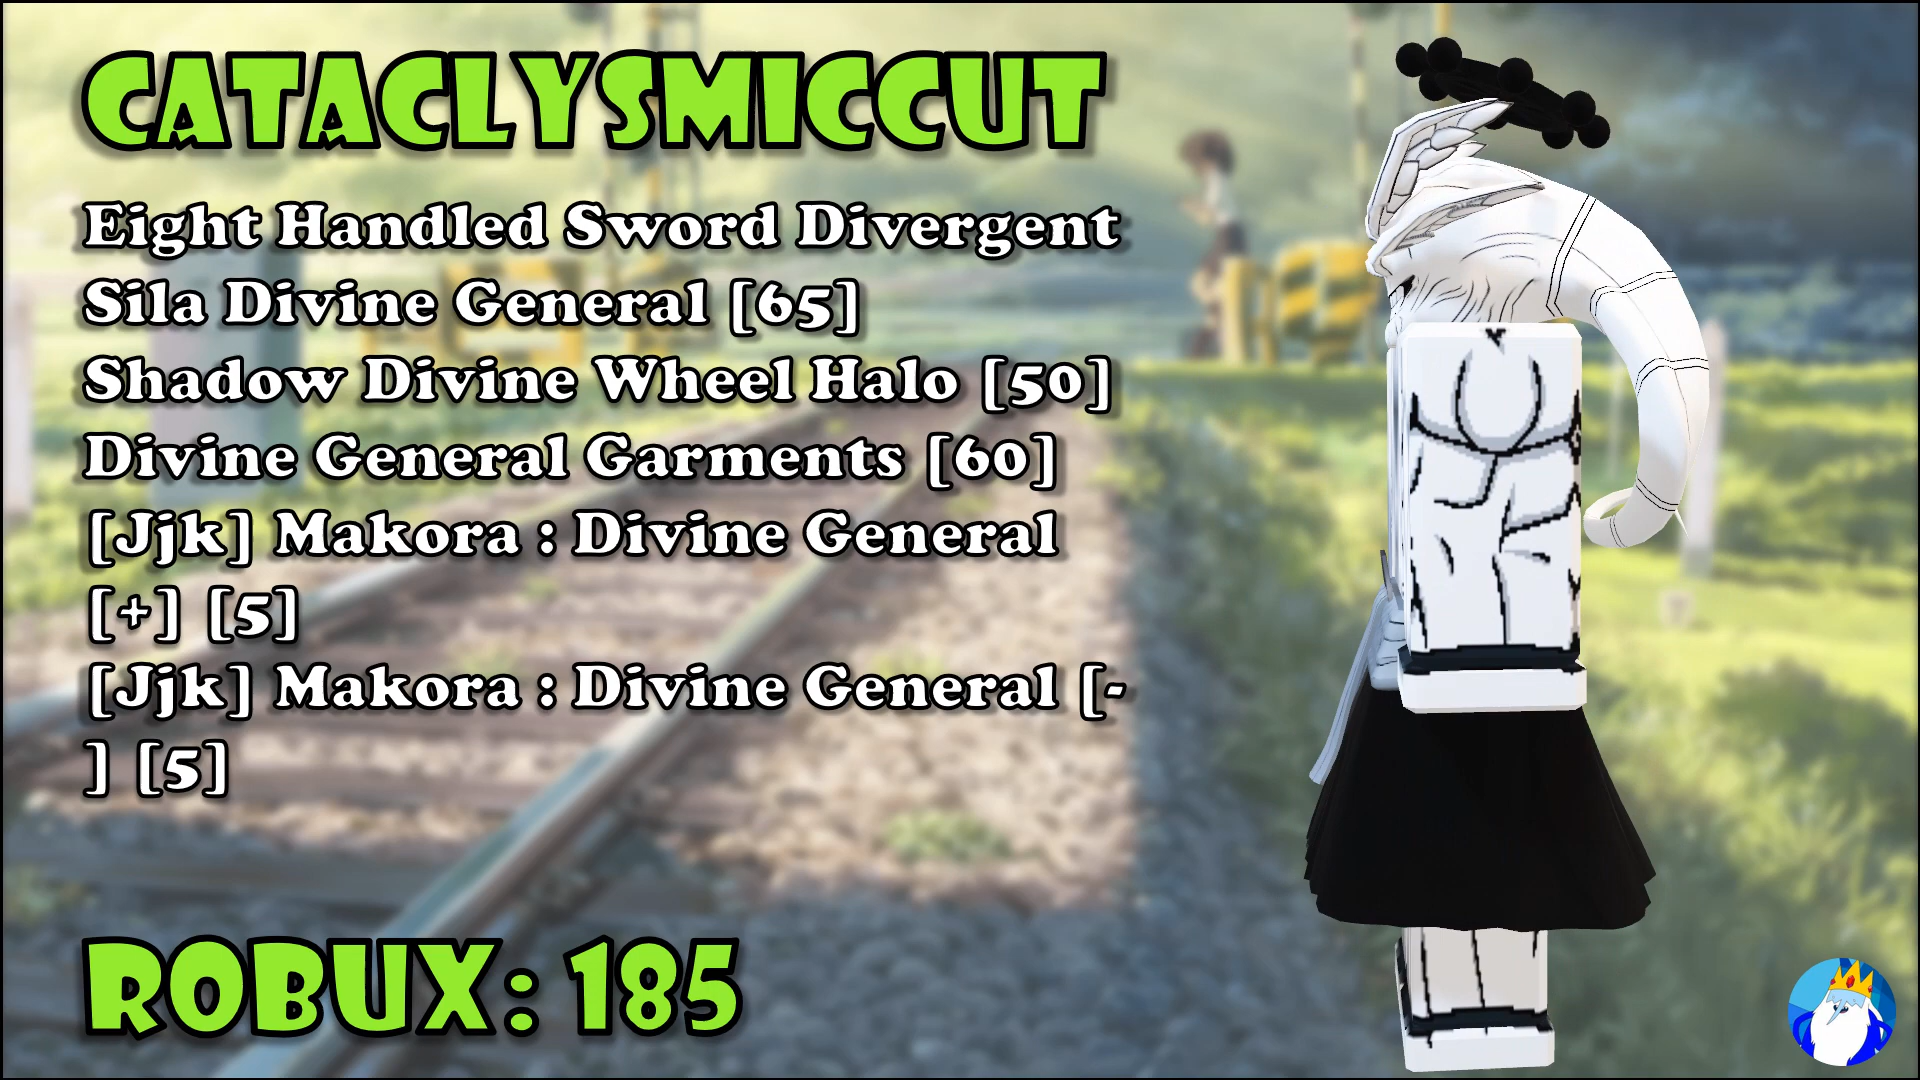 CATACLYSMICCUT
Eight Handled Sword Divergent
Sila Divine General [65]
Shadow Divine Wheel Halo [50]
Divine General Garments [60]
[Jjk] Makora : Divine General
[+] [5]
[Jjk] Makora : Divine General [-
] [5]
ROBUX: 185